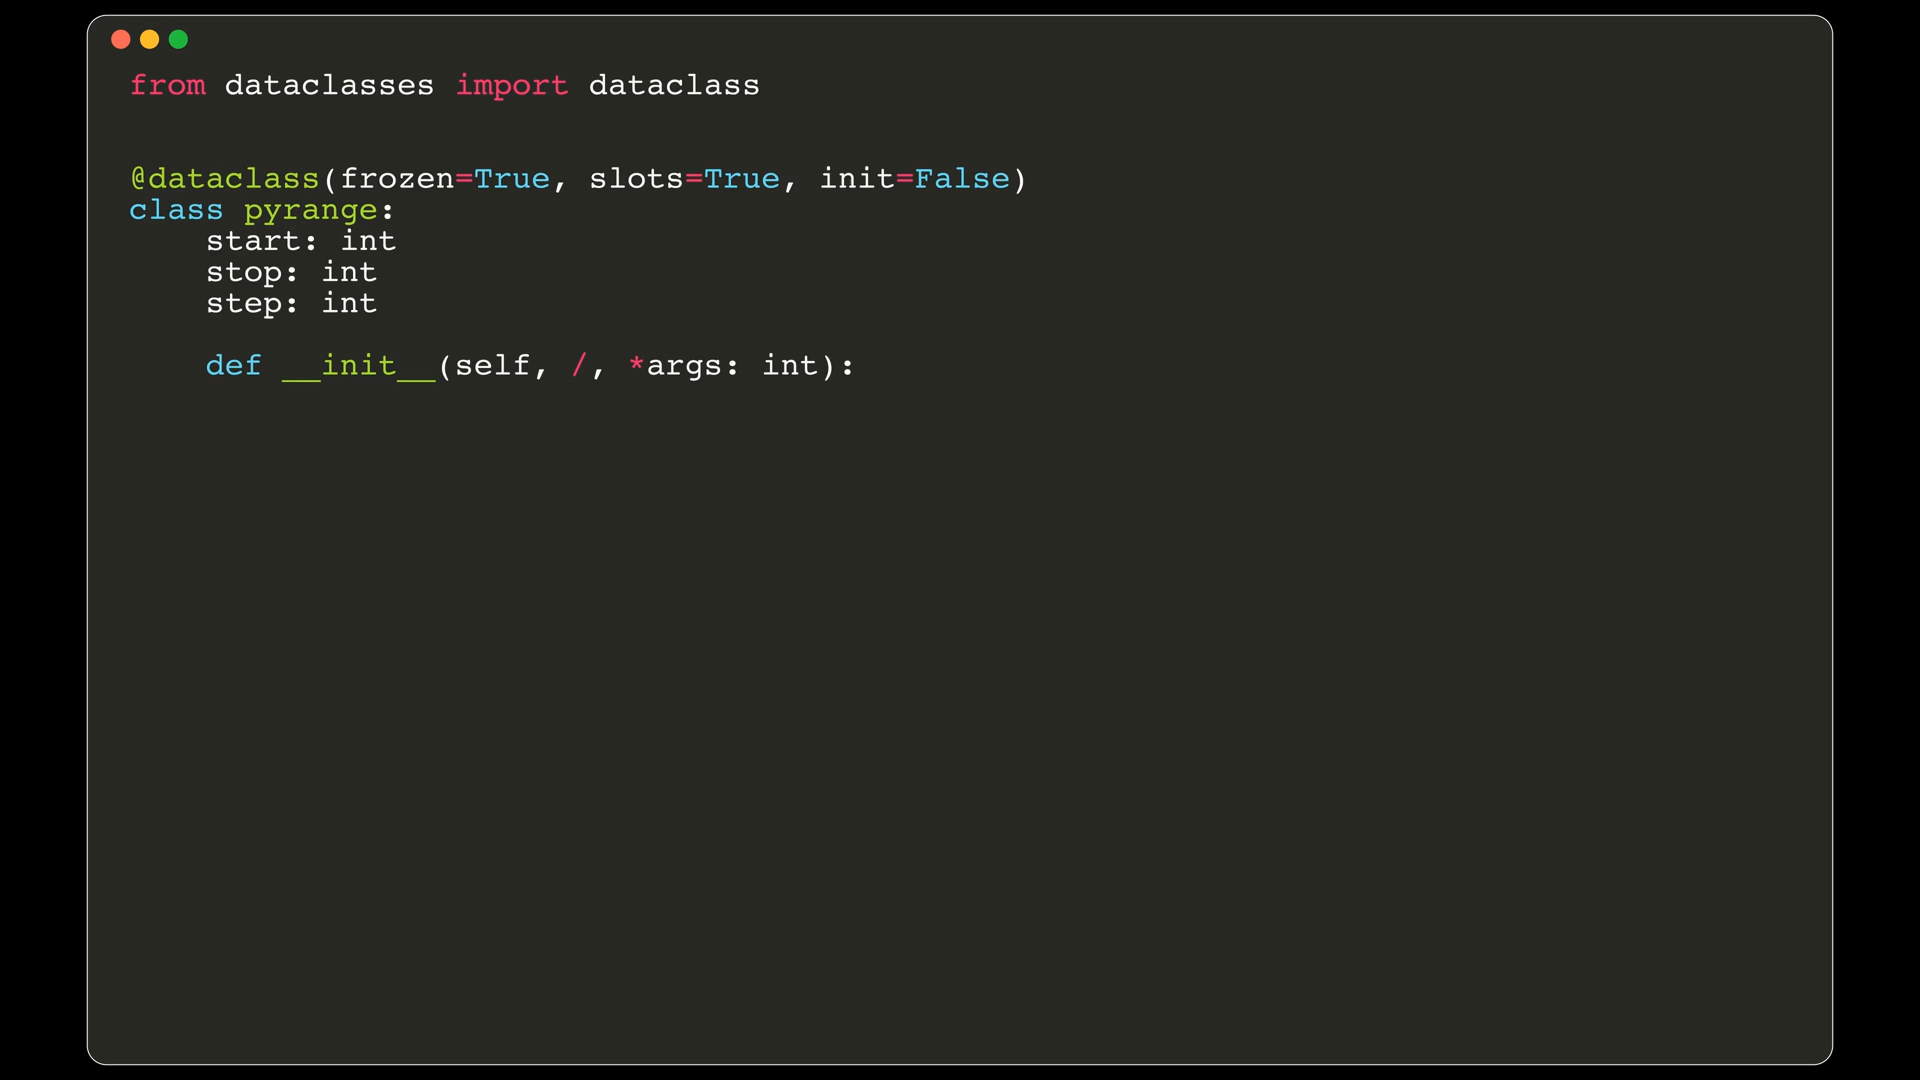 from dataclasses import dataclass
@dataclass(frozen=True, slots=True, init=False)
class pyrange:
    start: int
    stop: int
    step: int
    def __init__(self, /, *args: int):